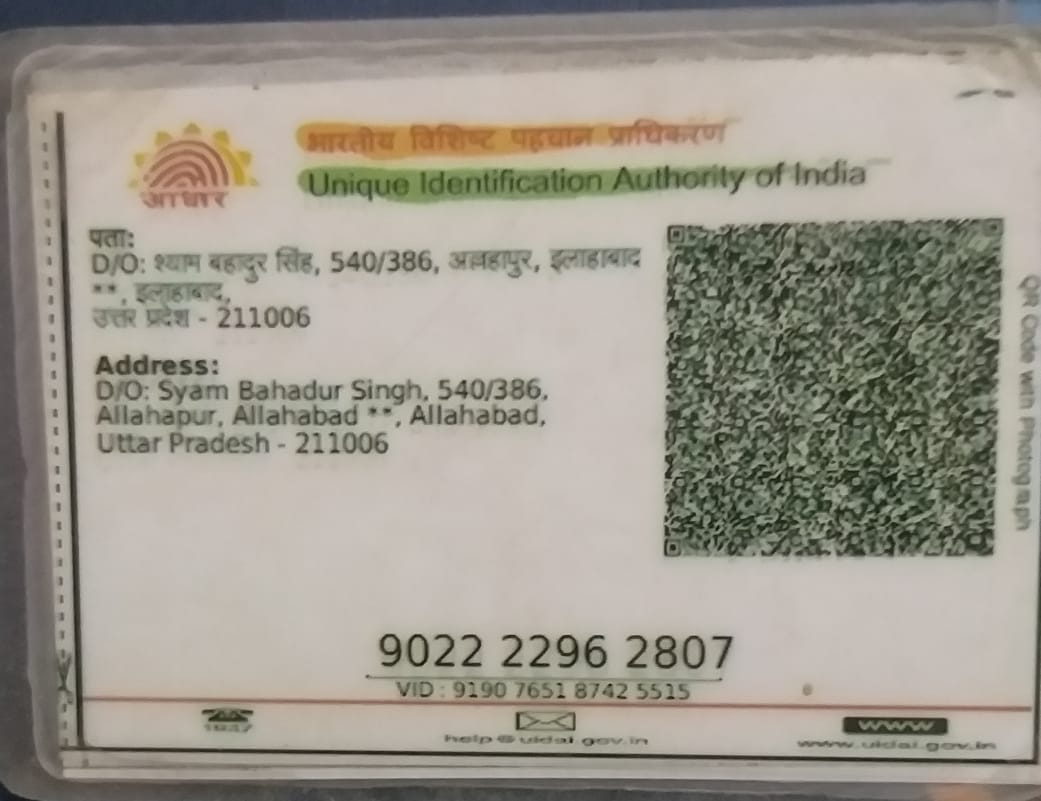 भारतीय विशिष्ट पहचान प्राधिकरण
Unique Identification Authority of India
आधार
पता:
D/O: श्याम बहादुर सिंह, 540/386, अल्लहापुर, इलाहाबाद
**, इलाहाबाद,
उत्तर प्रदेश - 211006
Address:
D/O: Syam Bahadur Singh, 540/386,
Allahapur, Allahabad **, Allahabad,
Uttar Pradesh - 211006
QR Code with Photograph
9022 2296 2807
VID : 9190 7651 8742 5515
1947
help@uidai.gov.in
www
www.uidai.gov.in